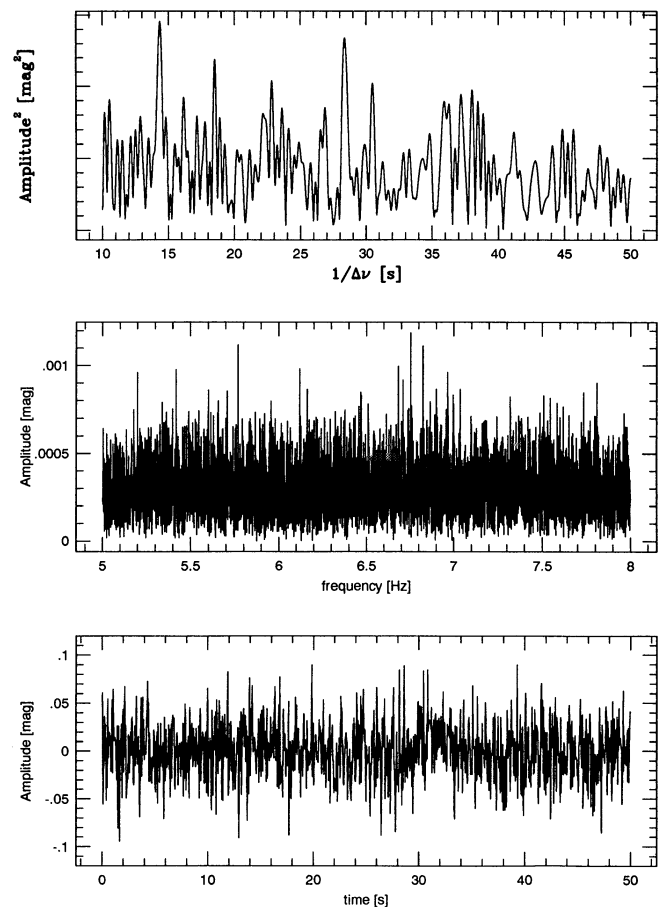 Amplitude² [mag²]
10 15 20 25 30 35 40 45 50
1/Δν [s]
Amplitude [mag]
.001
.0005
0
5 5.5 6 6.5 7 7.5 8
frequency [Hz]
Amplitude [mag]
.1
.05
0
-.05
-.1
0 10 20 30 40 50
time [s]